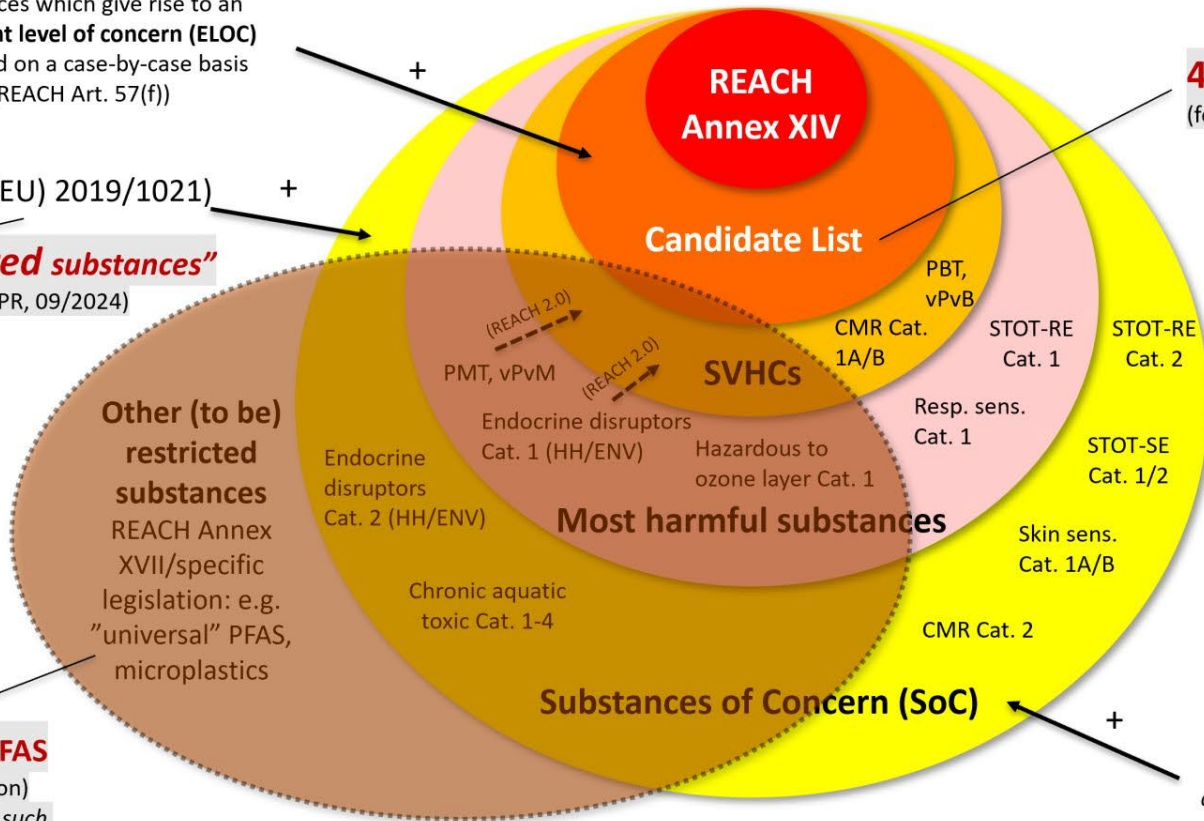 ces which give rise to an
nt level of concern (ELOC)
d on a case-by-case basis
REACH Art. 57(f))
+
REACH
Annex XIV
4
EU) 2019/1021)
+
ed substances”
PR, 09/2024)
Candidate List
PBT,
vPvB
CMR Cat.
1A/B
STOT-RE
Cat. 1
STOT-RE
Cat. 2
(REACH 2.0)
PMT, vPvM
(REACH 2.0)
SVHCs
Endocrine disruptors
Cat. 1 (HH/ENV)
Hazardous to
ozone layer Cat. 1
Resp. sens.
Cat. 1
STOT-SE
Cat. 1/2
Other (to be)
restricted
substances
REACH Annex
XVII/specific
legislation: e.g.
”universal” PFAS,
microplastics
Endocrine
disruptors
Cat. 2 (HH/ENV)
Most harmful substances
Skin sens.
Cat. 1A/B
Chronic aquatic
toxic Cat. 1-4
CMR Cat. 2
Substances of Concern (SoC)
+
FAS
on)
such